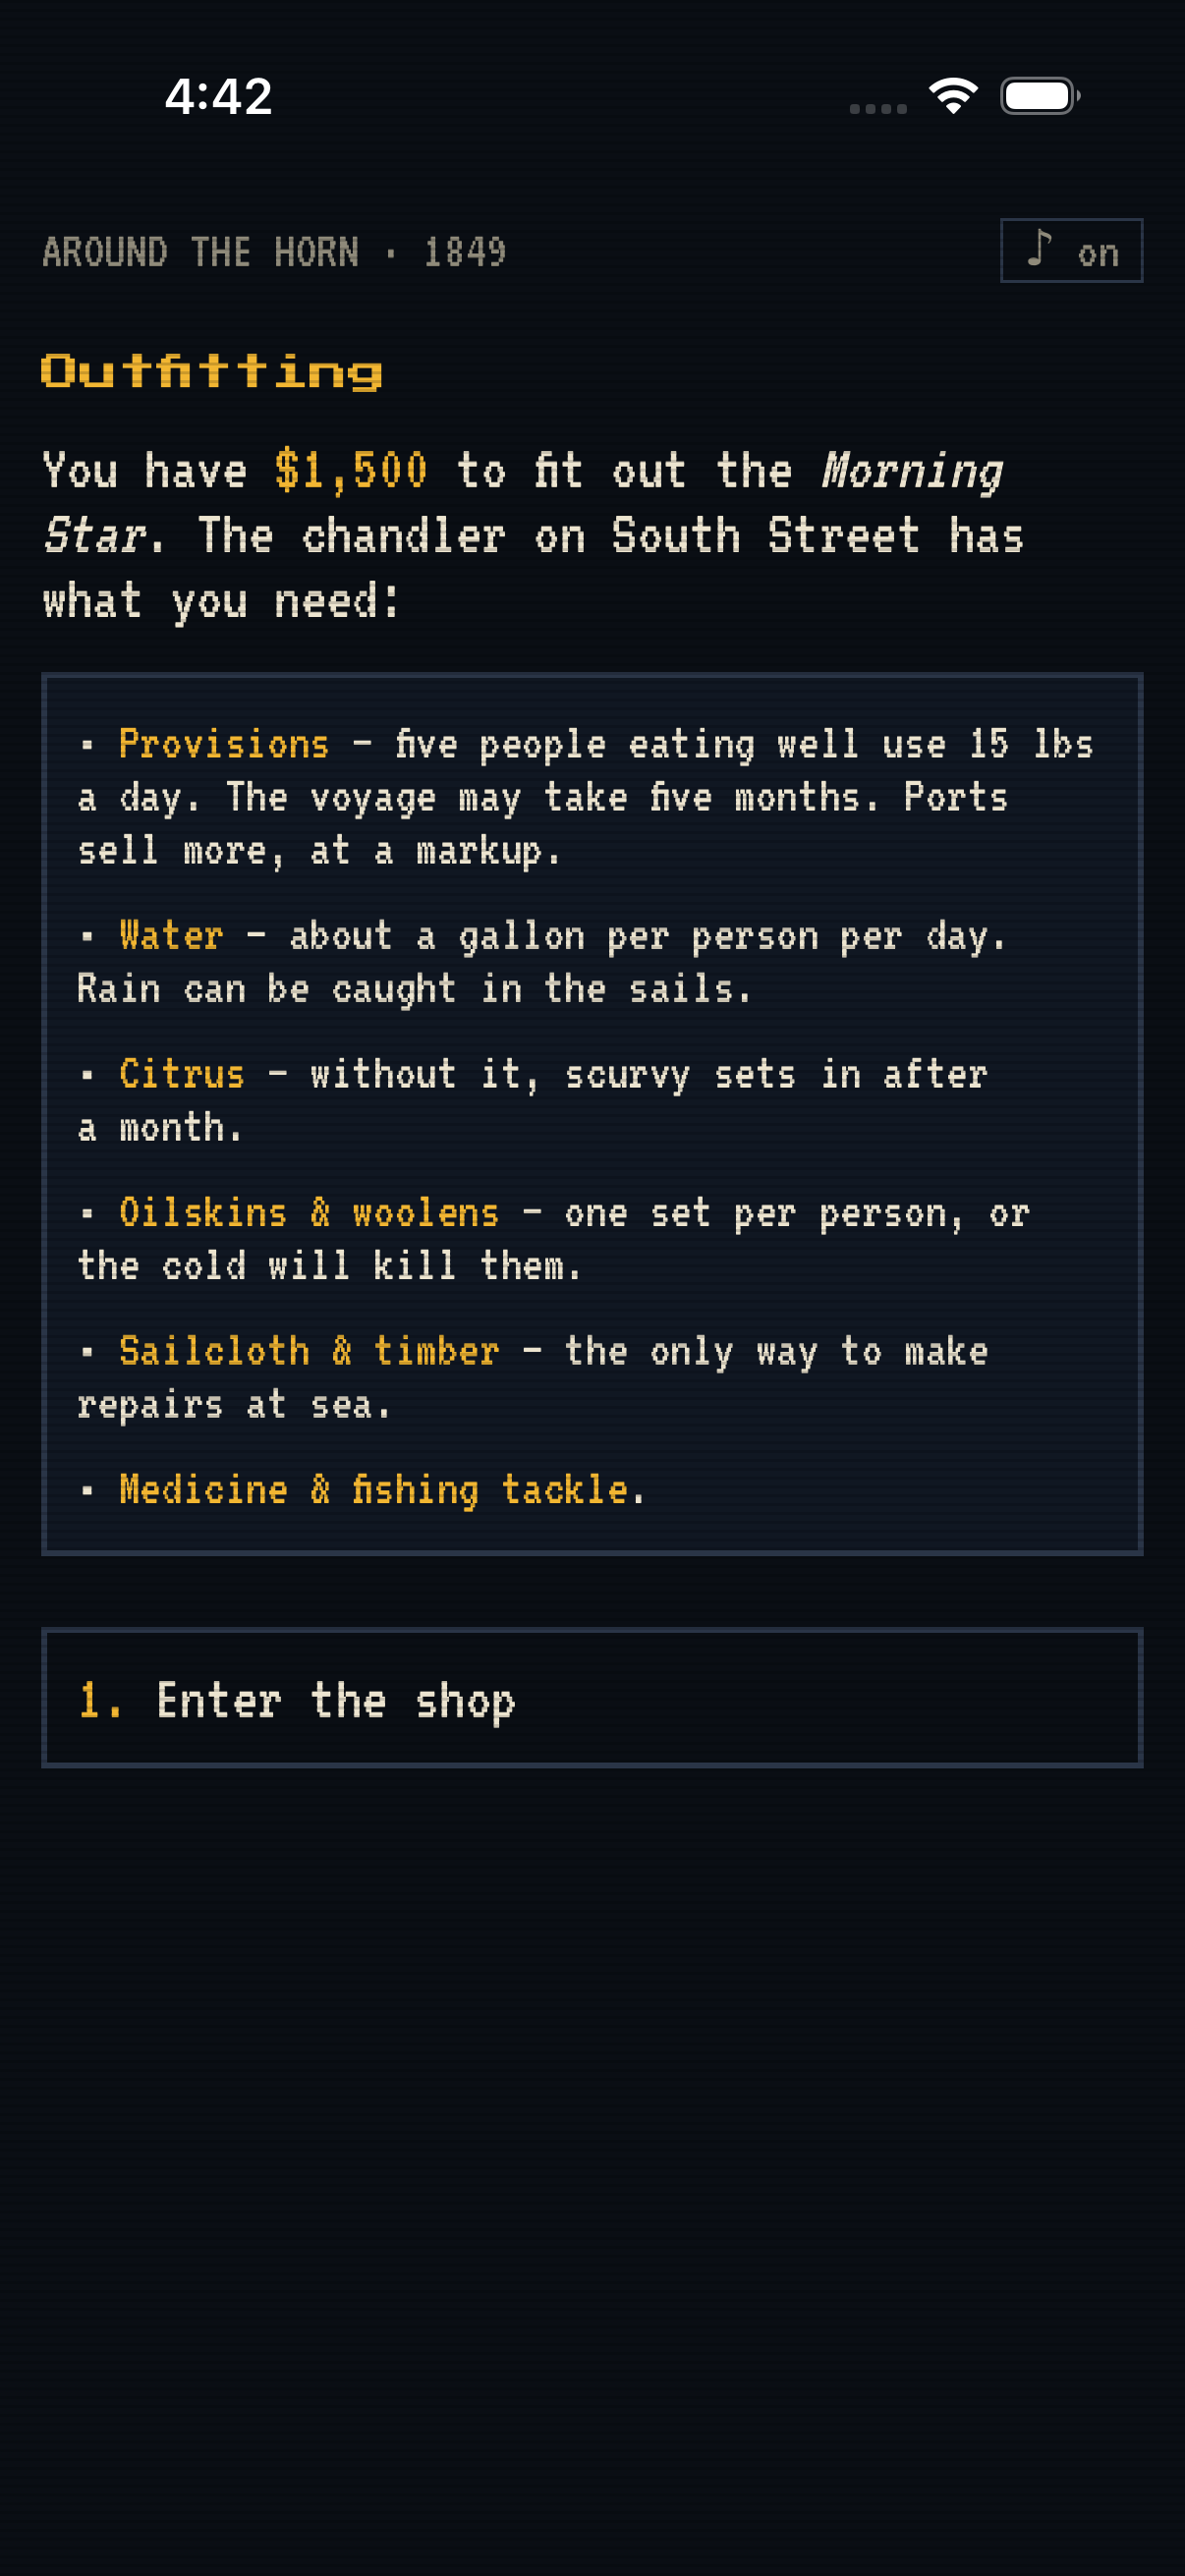 4:42
AROUND THE HORN · 1849
♪ on
Outfitting
You have $1,500 to fit out the Morning
Star. The chandler on South Street has
what you need:
▪ Provisions — five people eating well use 15 lbs
a day. The voyage may take five months. Ports
sell more, at a markup.
▪ Water — about a gallon per person per day.
Rain can be caught in the sails.
▪ Citrus — without it, scurvy sets in after
a month.
▪ Oilskins & woolens — one set per person, or
the cold will kill them.
▪ Sailcloth & timber — the only way to make
repairs at sea.
▪ Medicine & fishing tackle.
1. Enter the shop